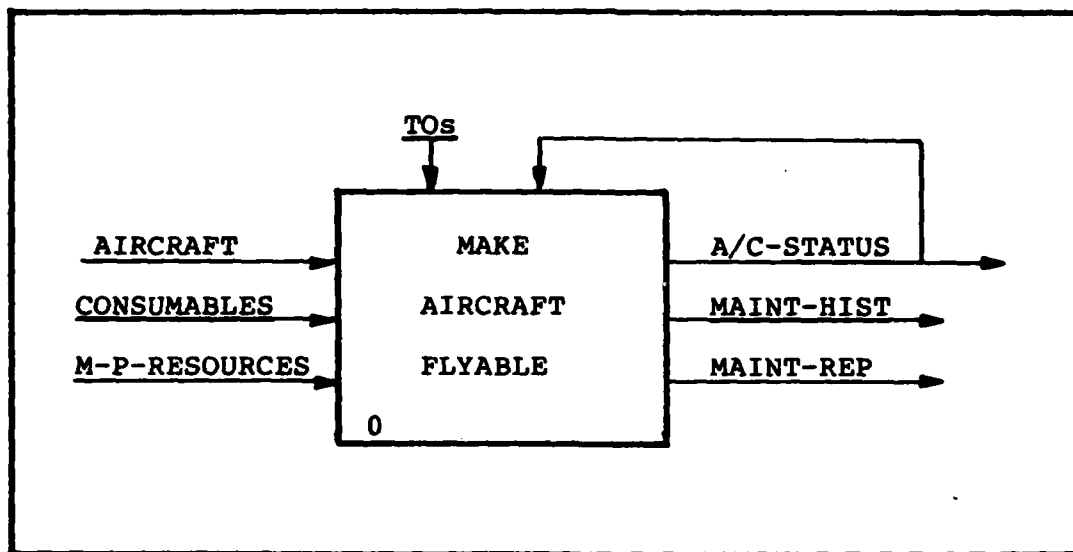 TOs
AIRCRAFT
CONSUMABLES
M-P-RESOURCES
MAKE
AIRCRAFT
FLYABLE
0
A/C-STATUS
MAINT-HIST
MAINT-REP